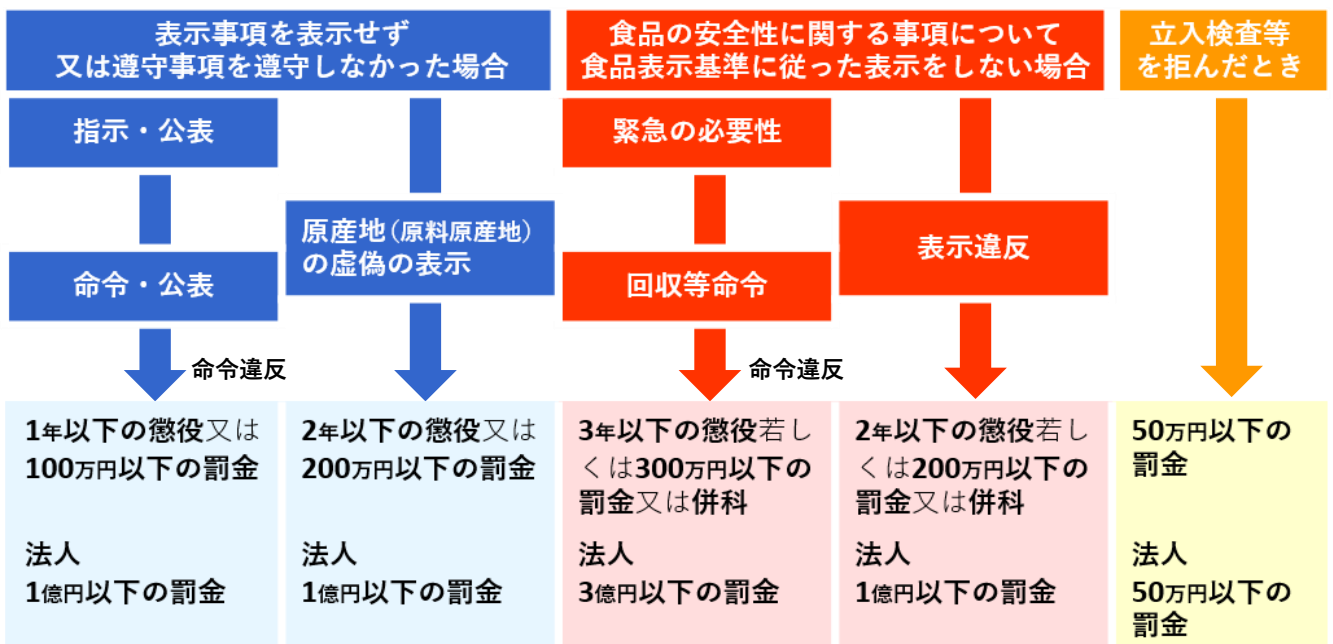 表示事項を表示せず
又は遵守事項を遵守しなかった場合
食品の安全性に関する事項について
食品表示基準に従った表示をしない場合
立入検査等
を拒んだとき
指示・公表
緊急の必要性
原産地(原料原産地)
の虚偽の表示
表示違反
命令・公表
回収等命令
命令違反
命令違反
1年以下の懲役又は
100万円以下の罰金
法人
1億円以下の罰金
2年以下の懲役又は
200万円以下の罰金
法人
1億円以下の罰金
3年以下の懲役若し
くは300万円以下の
罰金又は併科
法人
3億円以下の罰金
2年以下の懲役若し
くは200万円以下の
罰金又は併科
法人
1億円以下の罰金
50万円以下の
罰金
法人
50万円以下の
罰金